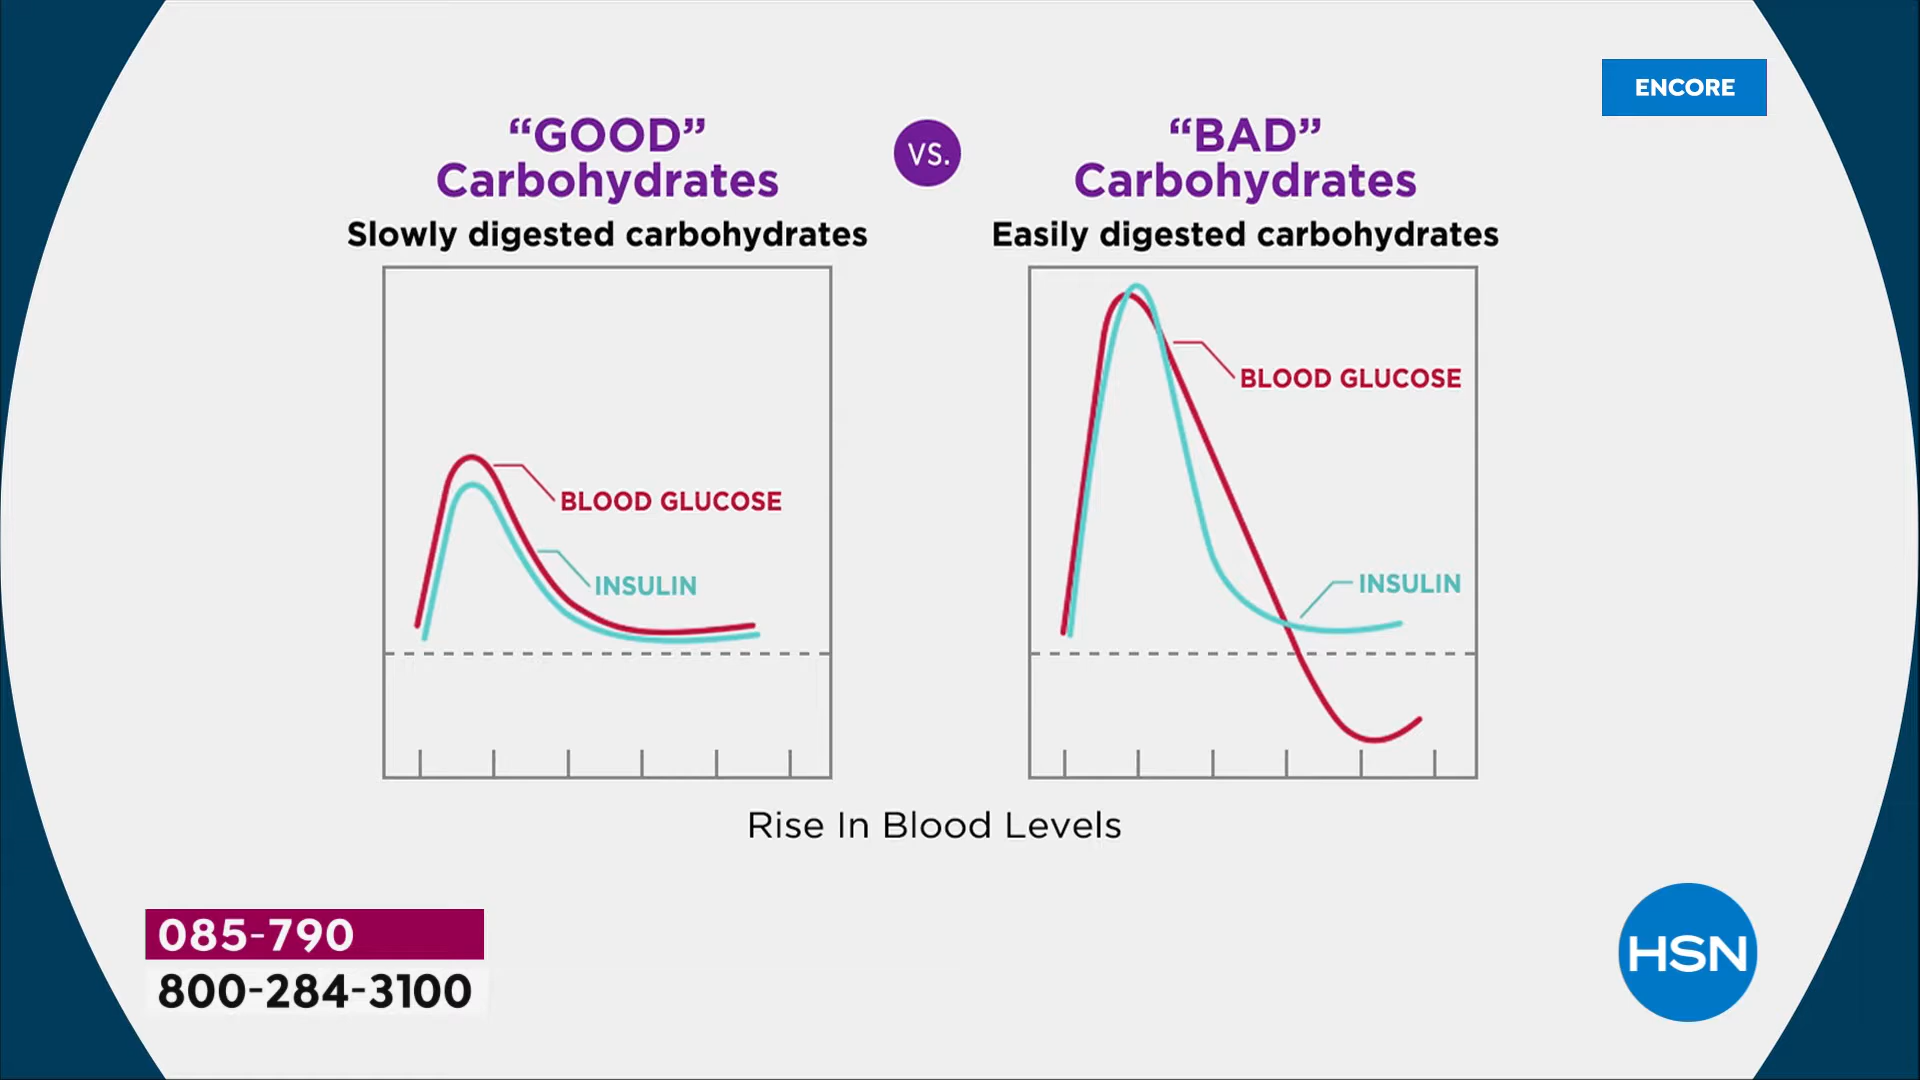 ENCORE
“GOOD”
Carbohydrates
Slowly digested carbohydrates
VS.
“BAD”
Carbohydrates
Easily digested carbohydrates
BLOOD GLUCOSE
INSULIN
BLOOD GLUCOSE
INSULIN
Rise In Blood Levels
085-790
800-284-3100
HSN